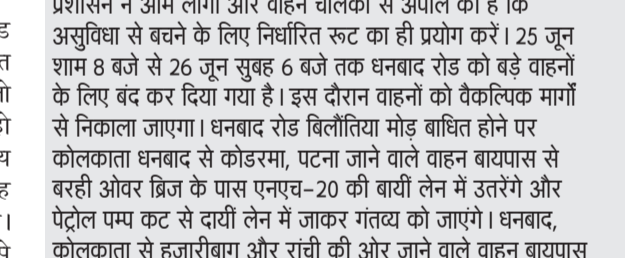 प्रशासन ने आम लोगों और वाहन चालकों से अपील की है कि
असुविधा से बचने के लिए निर्धारित रूट का ही प्रयोग करें। 25 जून
शाम 8 बजे से 26 जून सुबह 6 बजे तक धनबाद रोड को बड़े वाहनों
के लिए बंद कर दिया गया है। इस दौरान वाहनों को वैकल्पिक मार्गों
से निकाला जाएगा। धनबाद रोड बिलौंतिया मोड़ बाधित होने पर
कोलकाता धनबाद से कोडरमा, पटना जाने वाले वाहन बायपास से
बरही ओवर ब्रिज के पास एनएच-20 की बायीं लेन में उतरेंगे और
पेट्रोल पम्प कट से दायीं लेन में जाकर गंतव्य को जाएंगे। धनबाद,
कोलकाता से हजारीबाग और रांची की ओर जाने वाले वाहन बायपास